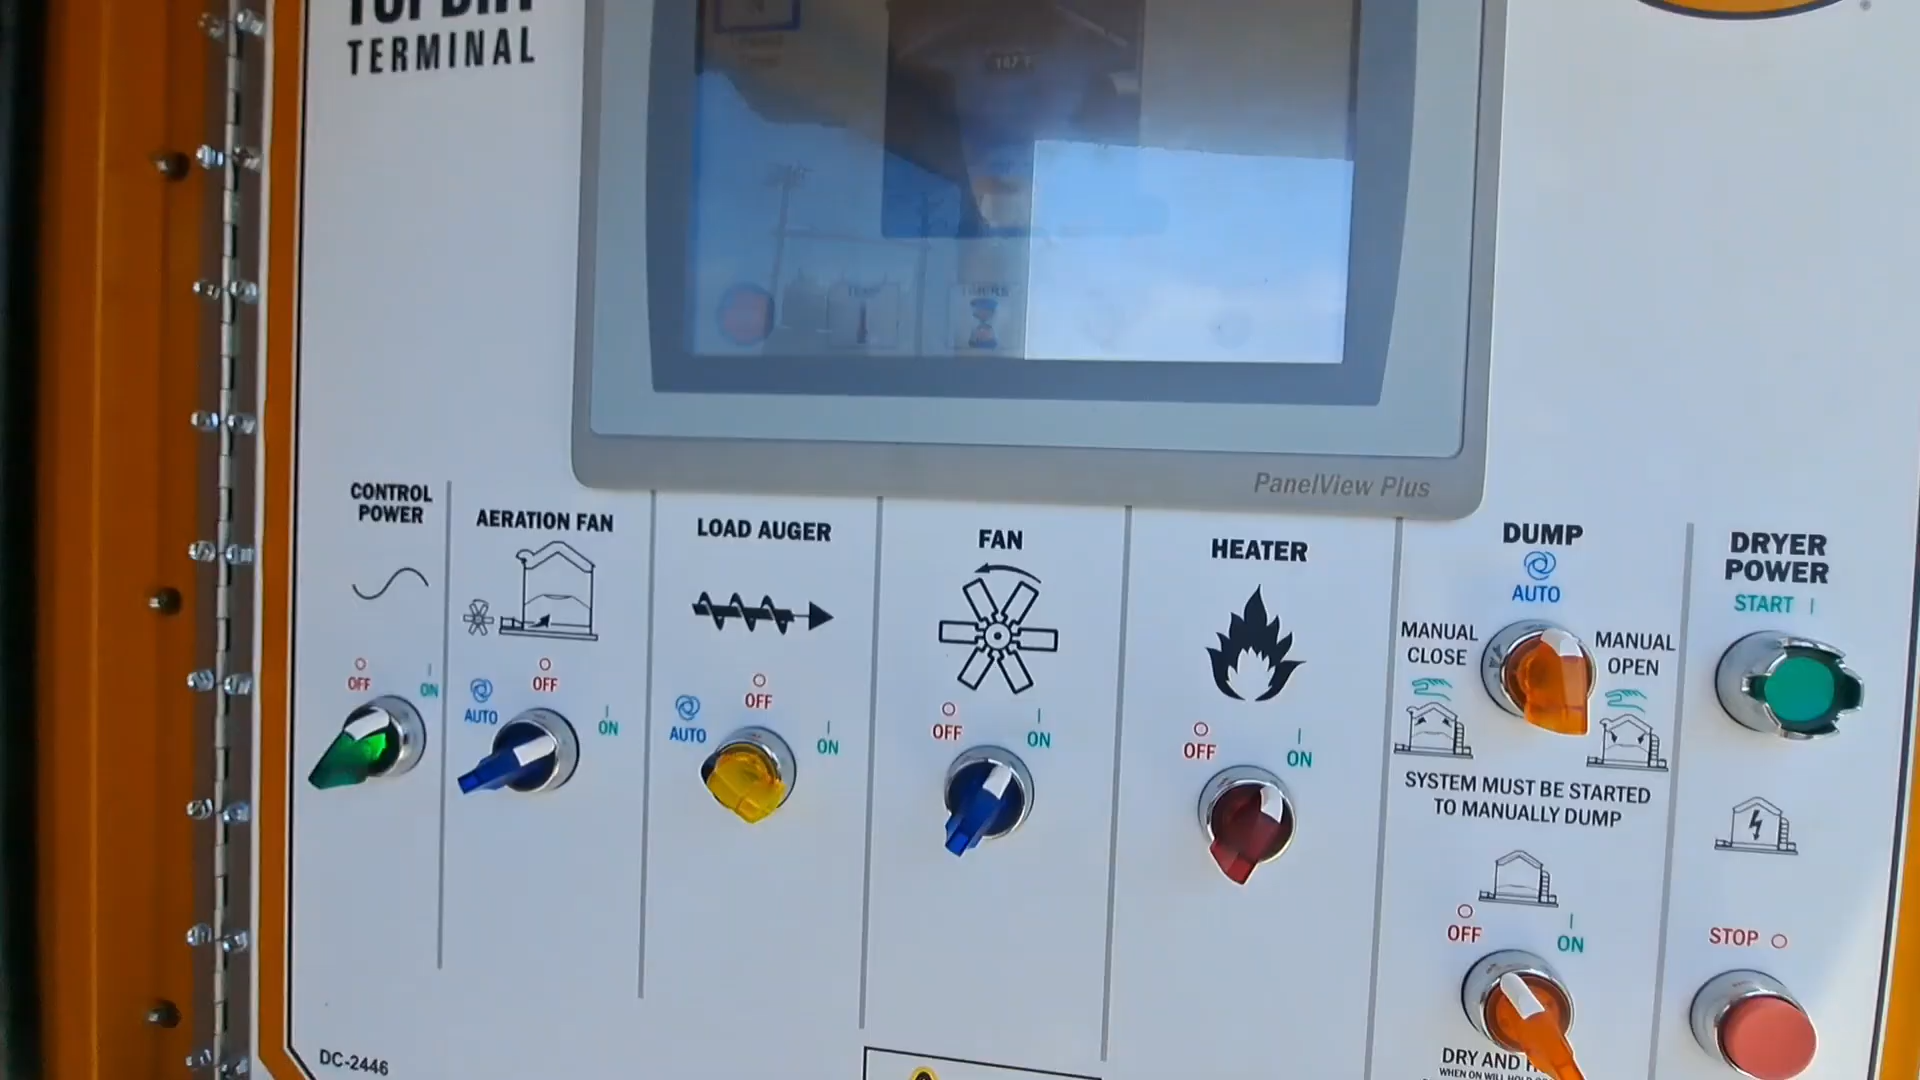 TERMINAL
167°F
PanelView Plus
CONTROL
POWER
OFF
ON
AERATION FAN
AUTO
OFF
ON
LOAD AUGER
AUTO
OFF
ON
FAN
OFF
ON
HEATER
OFF
ON
DUMP
AUTO
MANUAL
CLOSE
MANUAL
OPEN
SYSTEM MUST BE STARTED
TO MANUALLY DUMP
OFF
ON
DRY AND
DRYER
POWER
START
STOP
DC-2446